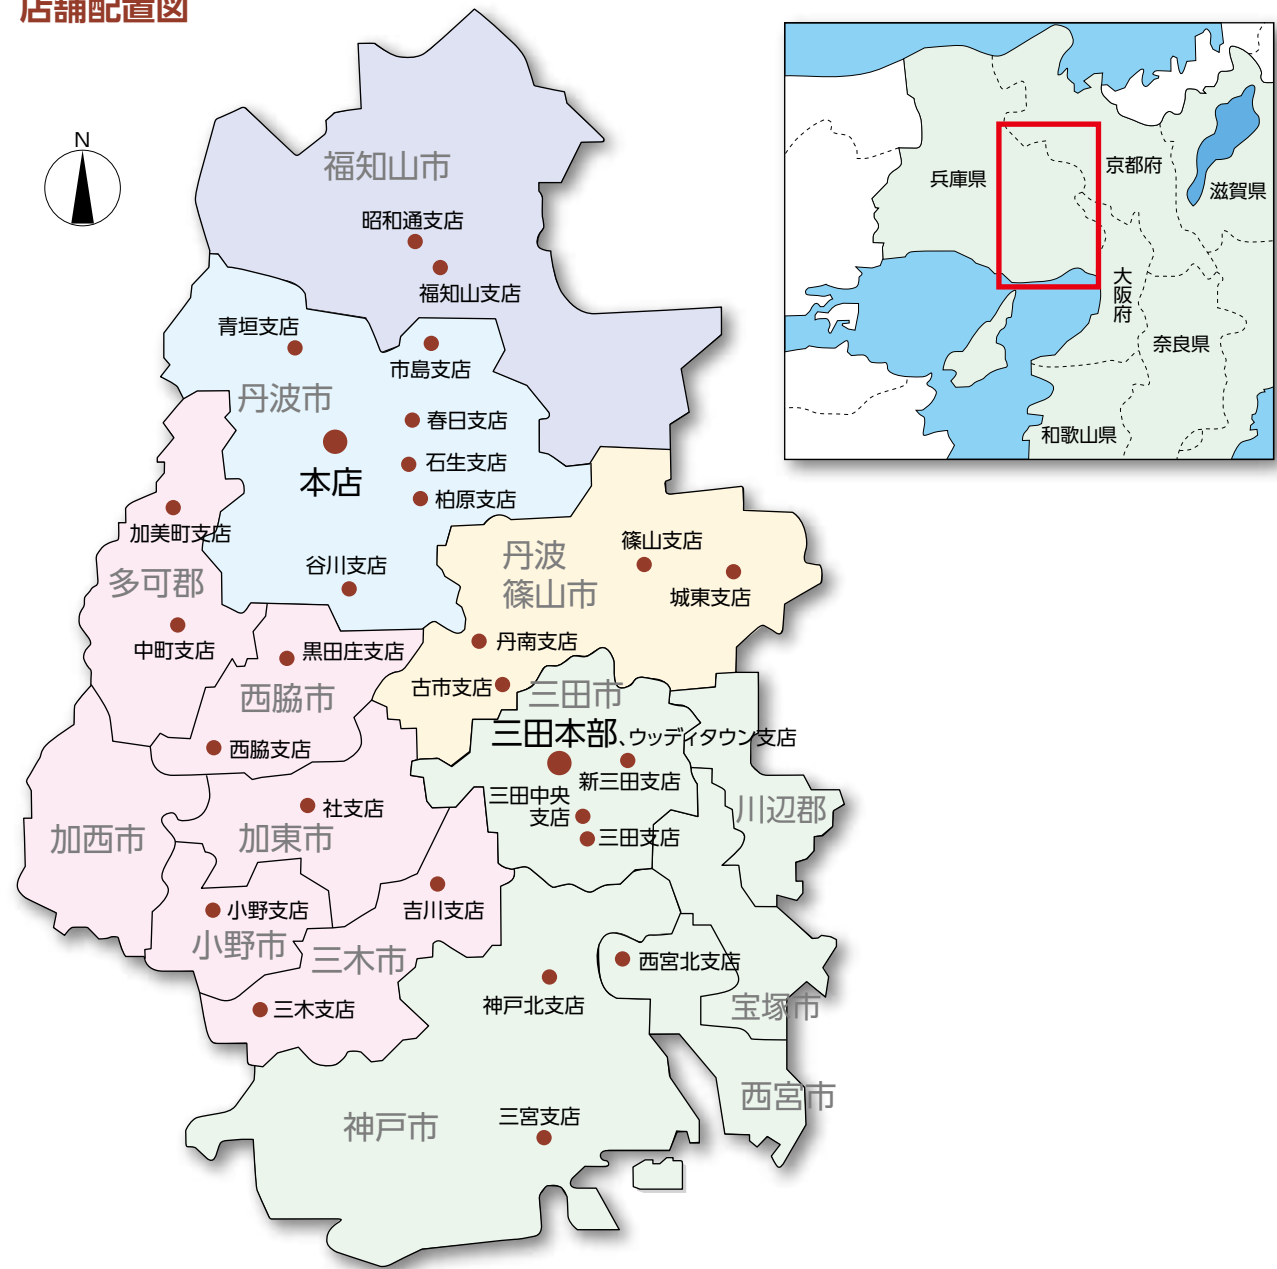 店舗配置図
N
福知山市
昭和通支店
福知山支店
青垣支店
市島支店
丹波市
春日支店
本店
石生支店
柏原支店
加美町支店
谷川支店
多可郡
中町支店
丹波
篠山市
篠山支店
城東支店
丹南支店
古市支店
黒田庄支店
西脇市
西脇支店
三田市
三田本部、ウッディタウン支店
新三田支店
三田中央
支店
三田支店
川辺郡
加西市
社支店
加東市
小野支店
小野市
吉川支店
三木市
三木支店
西宮北支店
神戸北支店
宝塚市
西宮市
神戸市
三宮支店
兵庫県
京都府
滋賀県
大阪府
奈良県
和歌山県